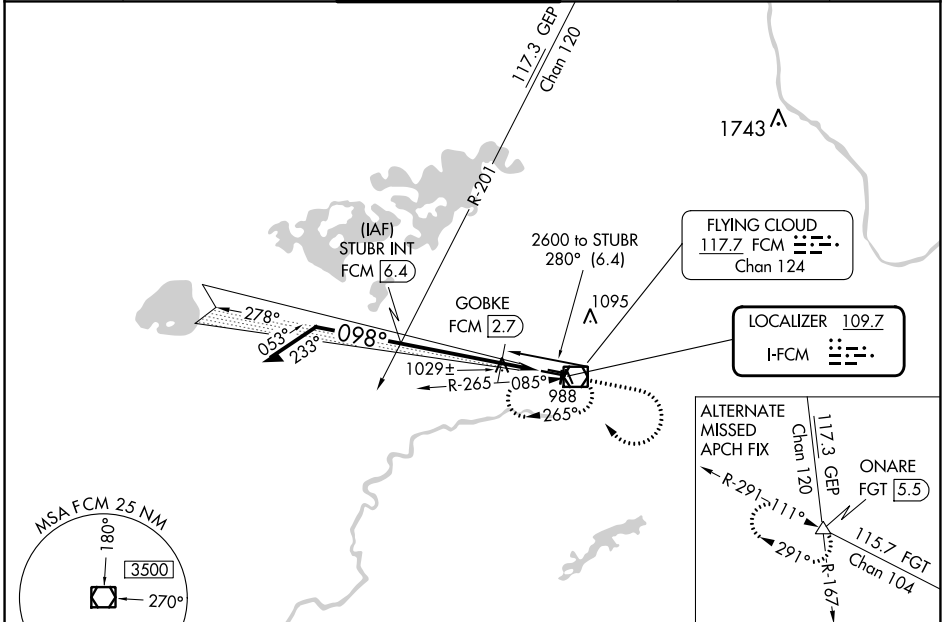 117.3 GEP
Chan 120
R-201
1743
(IAF)
STUBR INT
FCM 6.4
2600 to STUBR
280° (6.4)
FLYING CLOUD
117.7 FCM
Chan 124
GOBKE
FCM 2.7
1095
LOCALIZER 109.7
I-FCM
278°
053°
233°
098°
1029±
R-265
085°
988
265°
ALTERNATE
MISSED
APCH FIX
117.3 GEP
Chan 120
ONARE
FGT 5.5
R-291
111°
291°
115.7 FGT
Chan 104
R-167
MSA FCM 25 NM
180°
3500
270°